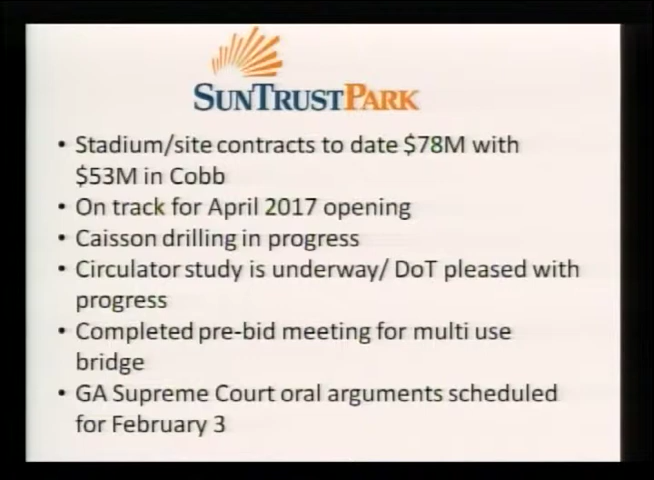 SUNTRUST PARK
• Stadium/site contracts to date $78M with
$53M in Cobb
• On track for April 2017 opening
• Caisson drilling in progress
• Circulator study is underway/ DoT pleased with
progress
• Completed pre-bid meeting for multi use
bridge
• GA Supreme Court oral arguments scheduled
for February 3